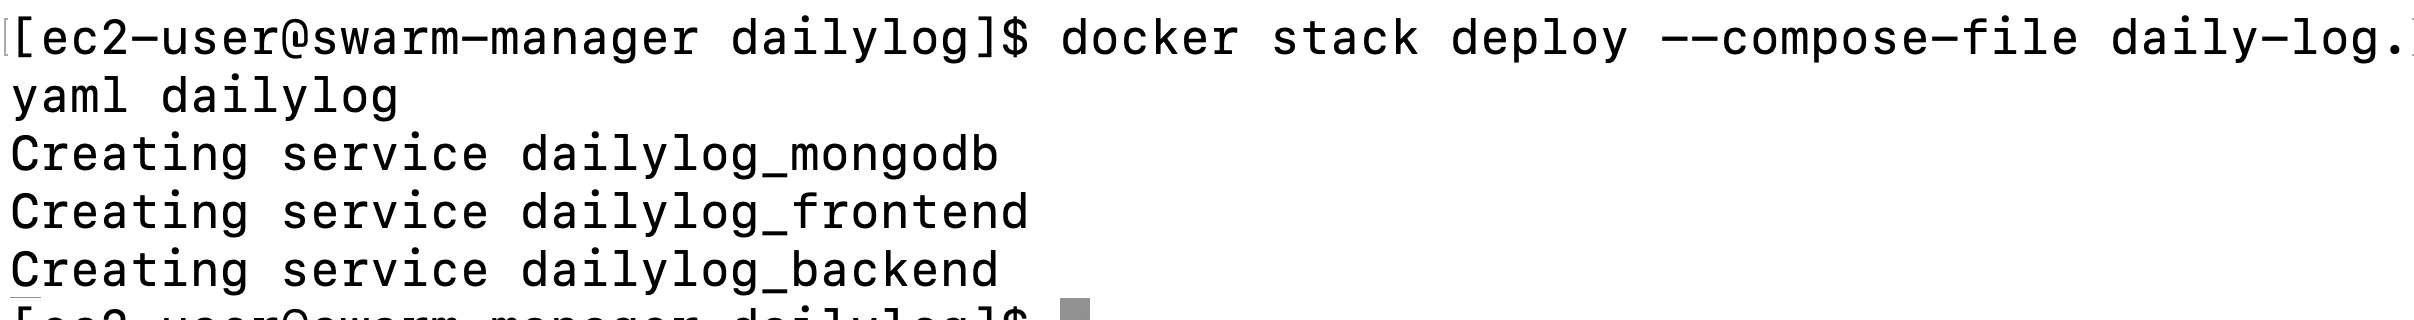 [ec2-user@swarm-manager dailylog]$ docker stack deploy --compose-file daily-log.
yaml dailylog
Creating service dailylog_mongodb
Creating service dailylog_frontend
Creating service dailylog_backend
[ec2-user@swarm-manager dailylog]$